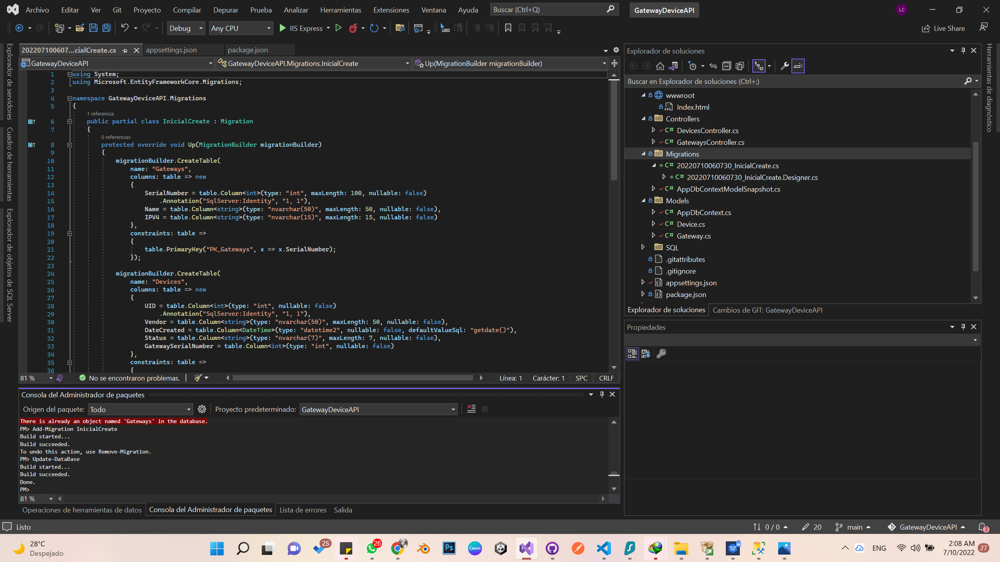 Archivo Editar Ver Git Proyecto Compilar Depurar Prueba Analizar Herramientas Extensiones Ventana Ayuda Buscar (Ctrl+Q) GatewayDeviceAPI LC
Debug Any CPU IIS Express Live Share
Explorador de servidores
Cuadro de herramientas
Explorador de objetos de SQL Server
202207100607...cialCreate.cs appsettings.json package.json
GatewayDeviceAPI GatewayDeviceAPI.Migrations.InicialCreate Up(MigrationBuilder migrationBuilder)
1 using System;
2 using Microsoft.EntityFrameworkCore.Migrations;
3
4 namespace GatewayDeviceAPI.Migrations
5 {
1 referencia
6 public partial class InicialCreate : Migration
7 {
0 referencias
8 protected override void Up(MigrationBuilder migrationBuilder)
9 {
10 migrationBuilder.CreateTable(
11 name: "Gateways",
12 columns: table => new
13 {
14 SerialNumber = table.Column<int>(type: "int", maxLength: 100, nullable: false)
15 .Annotation("SqlServer:Identity", "1, 1"),
16 Name = table.Column<string>(type: "nvarchar(50)", maxLength: 50, nullable: false),
17 IPV4 = table.Column<string>(type: "nvarchar(15)", maxLength: 15, nullable: false)
18 },
19 constraints: table =>
20 {
21 table.PrimaryKey("PK_Gateways", x => x.SerialNumber);
22 });
23
24 migrationBuilder.CreateTable(
25 name: "Devices",
26 columns: table => new
27 {
28 UID = table.Column<int>(type: "int", nullable: false)
29 .Annotation("SqlServer:Identity", "1, 1"),
30 Vendor = table.Column<string>(type: "nvarchar(50)", maxLength: 50, nullable: false),
31 DateCreated = table.Column<DateTime>(type: "datetime2", nullable: false, defaultValueSql: "getdate()"),
32 Status = table.Column<string>(type: "nvarchar(7)", maxLength: 7, nullable: false),
33 GatewaySerialNumber = table.Column<int>(type: "int", nullable: false)
34 },
35 constraints: table =>
36 {
81 % No se encontraron problemas. Línea: 1 Carácter: 1 SPC CRLF
Consola del Administrador de paquetes
Origen del paquete: Todo Proyecto predeterminado: GatewayDeviceAPI
There is already an object named 'Gateways' in the database.
PM> Add-Migration InicialCreate
Build started...
Build succeeded.
To undo this action, use Remove-Migration.
PM> Update-DataBase
Build started...
Build succeeded.
Done.
PM>
81 %
Operaciones de herramientas de datos Consola del Administrador de paquetes Lista de errores Salida
Explorador de soluciones
Buscar en Explorador de soluciones (Ctrl+;)
wwwroot
Index.html
Controllers
C# DevicesController.cs
C# GatewaysController.cs
Migrations
C# 20220710060730_InicialCreate.cs
C# 20220710060730_InicialCreate.Designer.cs
C# AppDbContextModelSnapshot.cs
Models
C# AppDbContext.cs
C# Device.cs
C# Gateway.cs
SQL
.gitattributes
.gitignore
appsettings.json
package.json
Explorador de soluciones Cambios de GIT: GatewayDeviceAPI
Propiedades
Herramientas de diagnóstico
Listo 0 / 0 20 main GatewayDeviceAPI 3
28°C
Despejado
25 26 Ps Canva
ENG 2:08 AM
7/10/2022 27